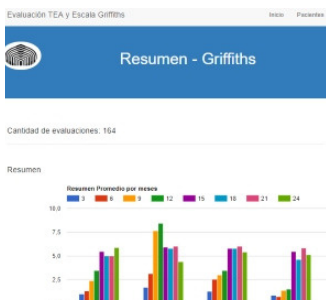 Evaluación TEA y Escala Griffiths Inicio Pacientes
Resumen - Griffiths
Cantidad de evaluaciones: 164
Resumen
Resumen Promedio por meses
3 6 9 12 15 18 21 24
10,0
7,5
5,0
2,5